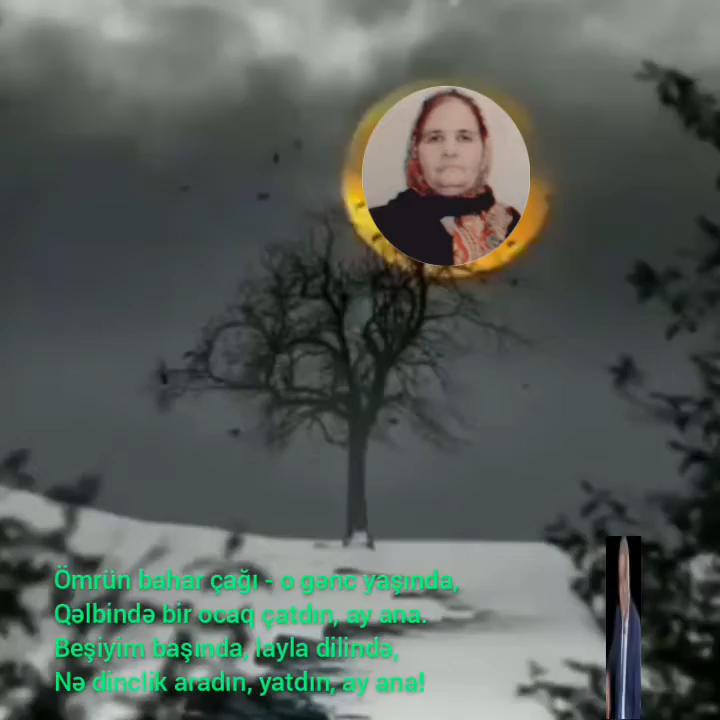 Ömrün bahar çağı - o gənc yaşında,
Qəlbində bir ocaq çatdın, ay ana.
Beşiyim başında, layla dilində,
Nə dinclik aradın, yatdın, ay ana!